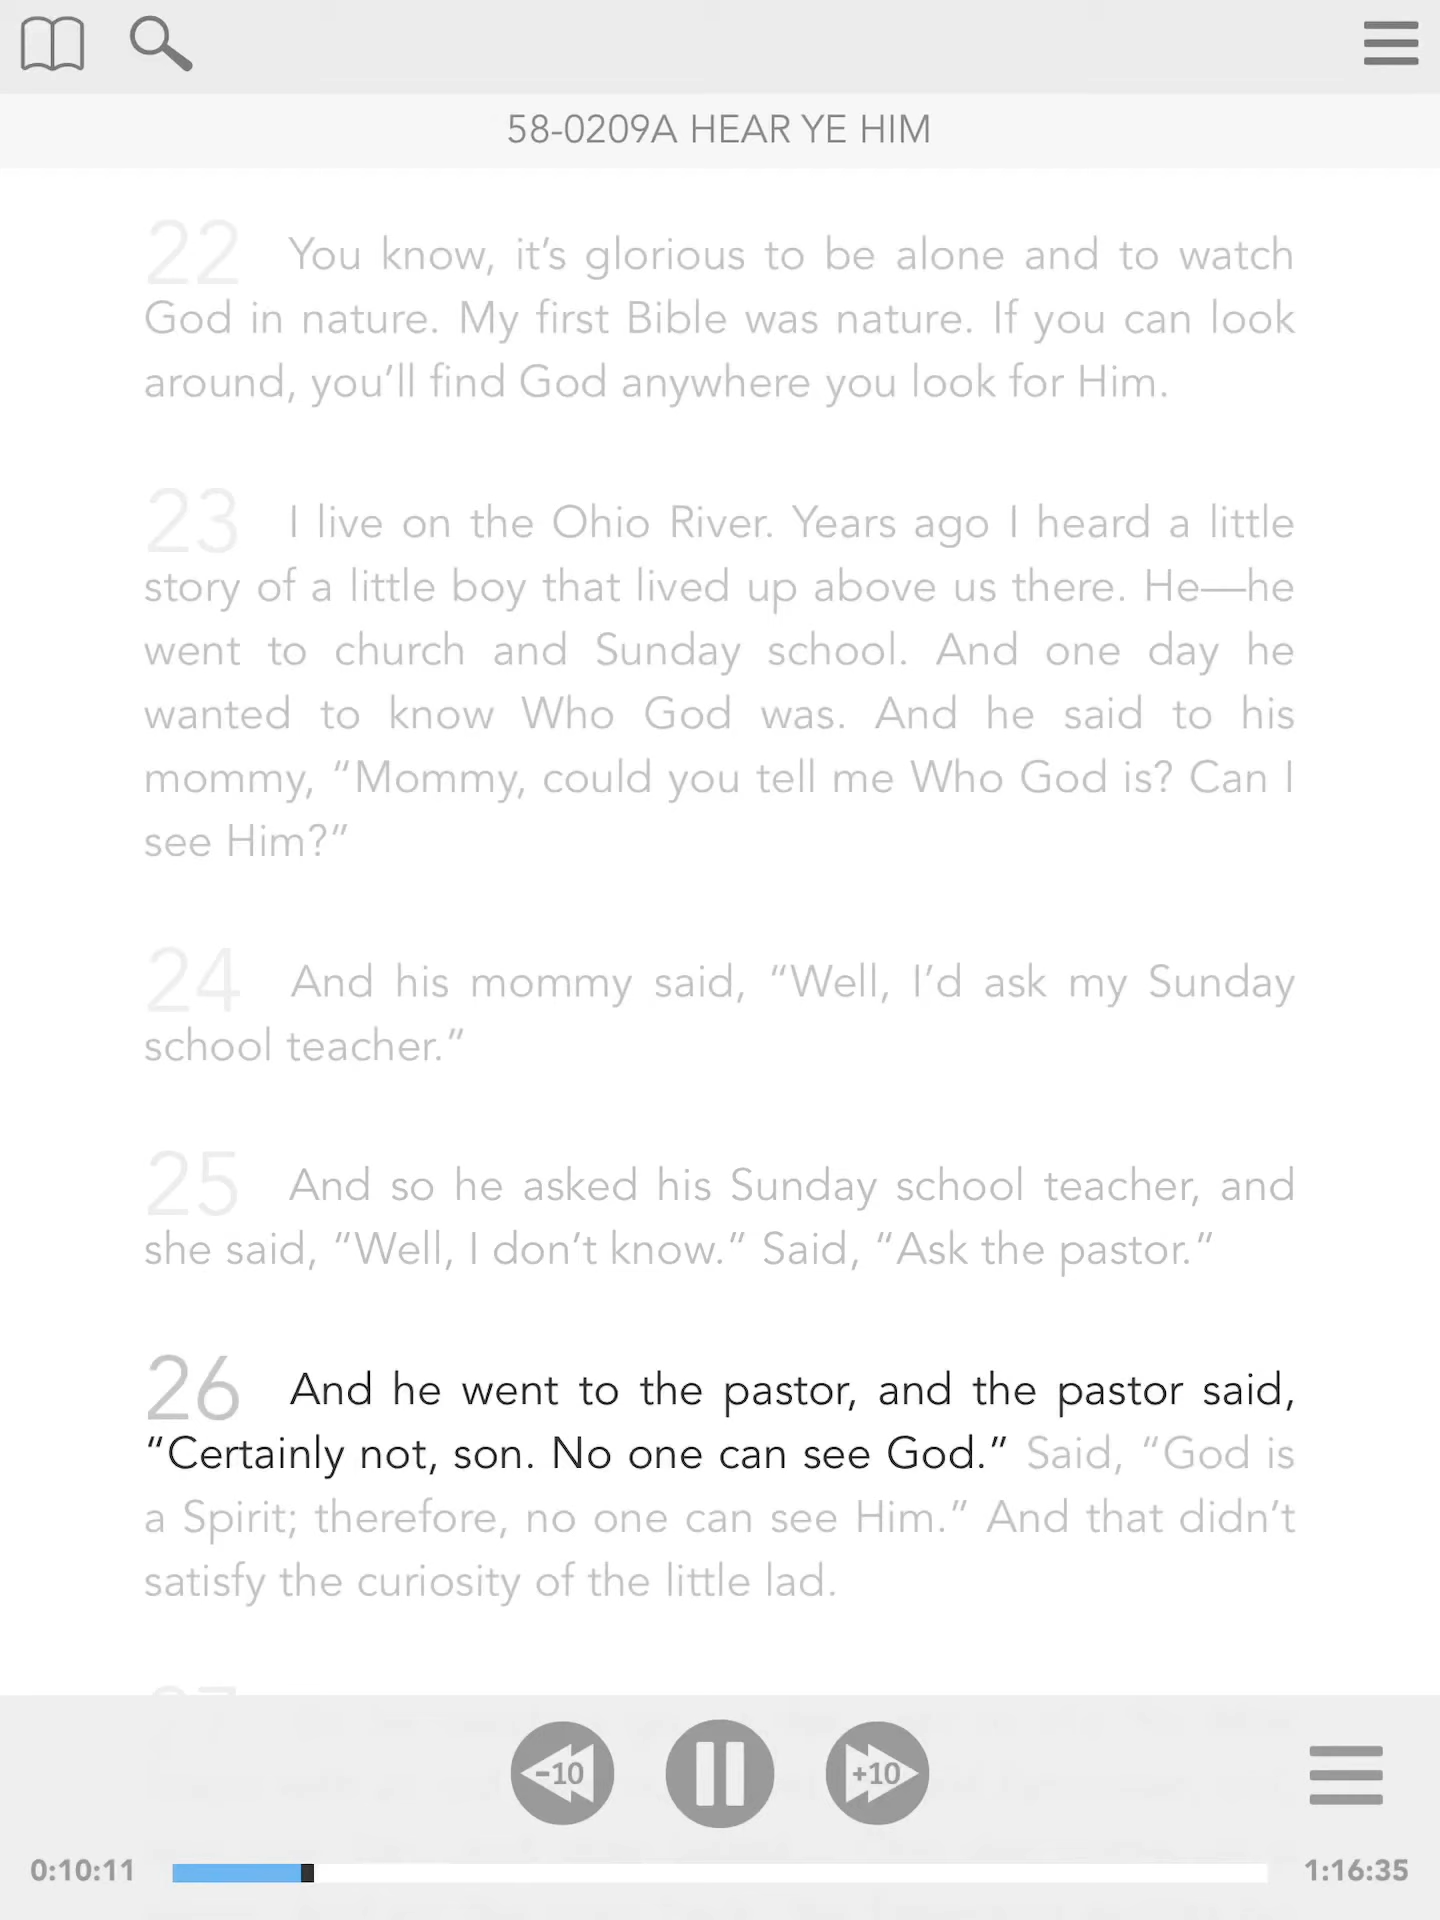 58-0209A HEAR YE HIM
22 You know, it’s glorious to be alone and to watch
God in nature. My first Bible was nature. If you can look
around, you’ll find God anywhere you look for Him.
23 I live on the Ohio River. Years ago I heard a little
story of a little boy that lived up above us there. He—he
went to church and Sunday school. And one day he
wanted to know Who God was. And he said to his
mommy, “Mommy, could you tell me Who God is? Can I
see Him?”
24 And his mommy said, “Well, I’d ask my Sunday
school teacher.”
25 And so he asked his Sunday school teacher, and
she said, “Well, I don’t know.” Said, “Ask the pastor.”
26 And he went to the pastor, and the pastor said,
“Certainly not, son. No one can see God.” Said, “God is
a Spirit; therefore, no one can see Him.” And that didn’t
satisfy the curiosity of the little lad.
-10 +10
0:10:11 1:16:35